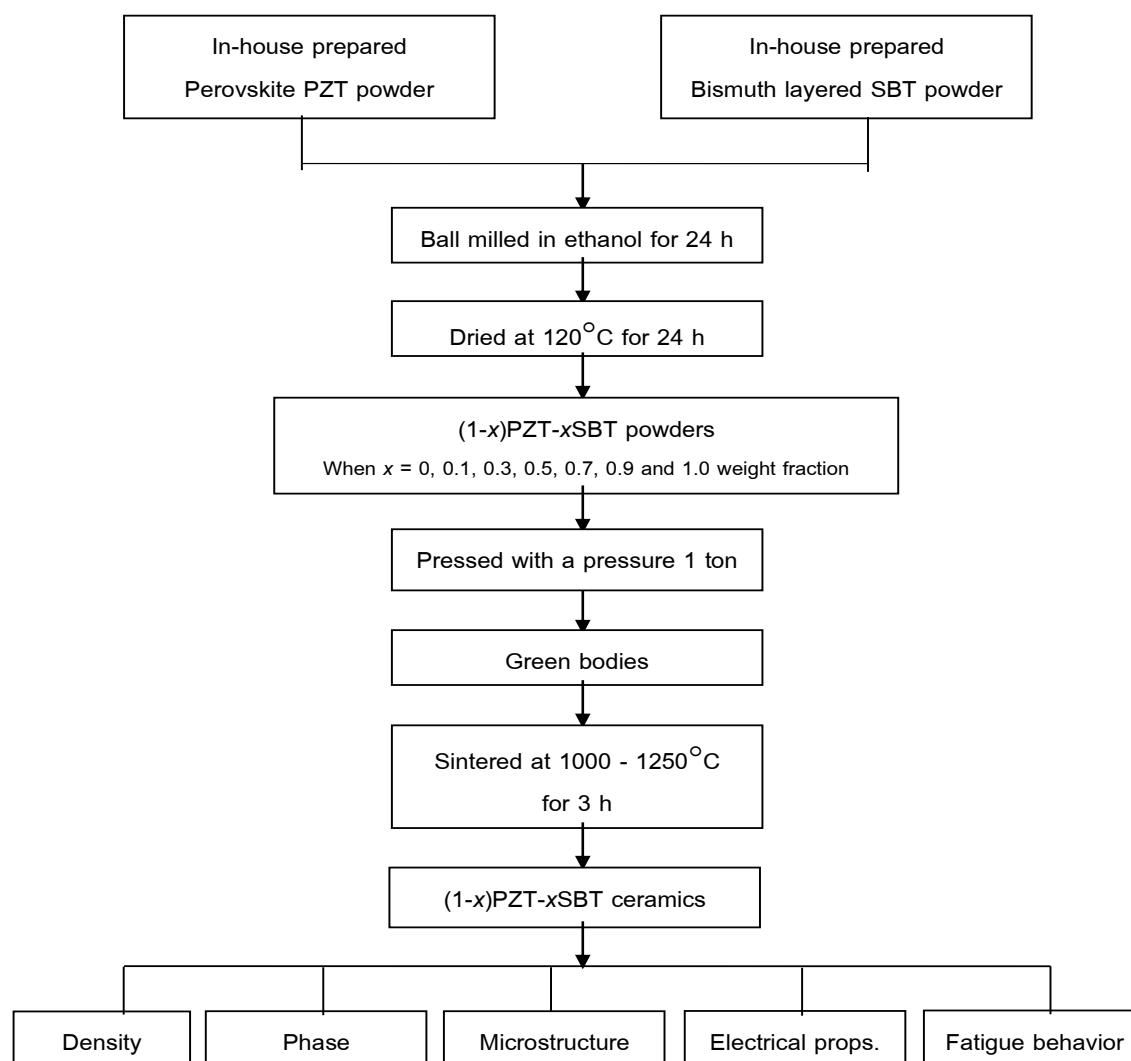 In-house prepared
Perovskite PZT powder
In-house prepared
Bismuth layered SBT powder
Ball milled in ethanol for 24 h
Dried at 120°C for 24 h
(1-x)PZT-xSBT powders
When x = 0, 0.1, 0.3, 0.5, 0.7, 0.9 and 1.0 weight fraction
Pressed with a pressure 1 ton
Green bodies
Sintered at 1000 - 1250°C
for 3 h
(1-x)PZT-xSBT ceramics
Density
Phase
Microstructure
Electrical props.
Fatigue behavior